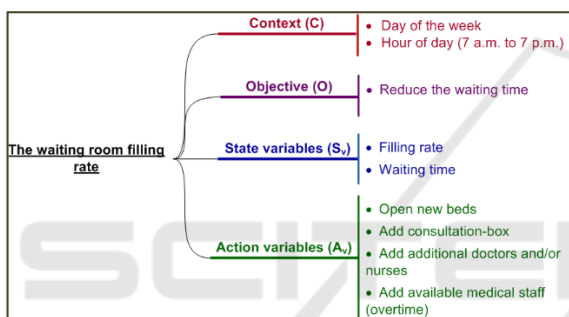 Context (C)
• Day of the week
• Hour of day (7 a.m. to 7 p.m.)
Objective (O)
• Reduce the waiting time
The waiting room filling
rate
State variables (Sv)
• Filling rate
• Waiting time
Action variables (Av)
• Open new beds
• Add consultation-box
• Add additional doctors and/or
nurses
• Add available medical staff
(overtime)
SCITE